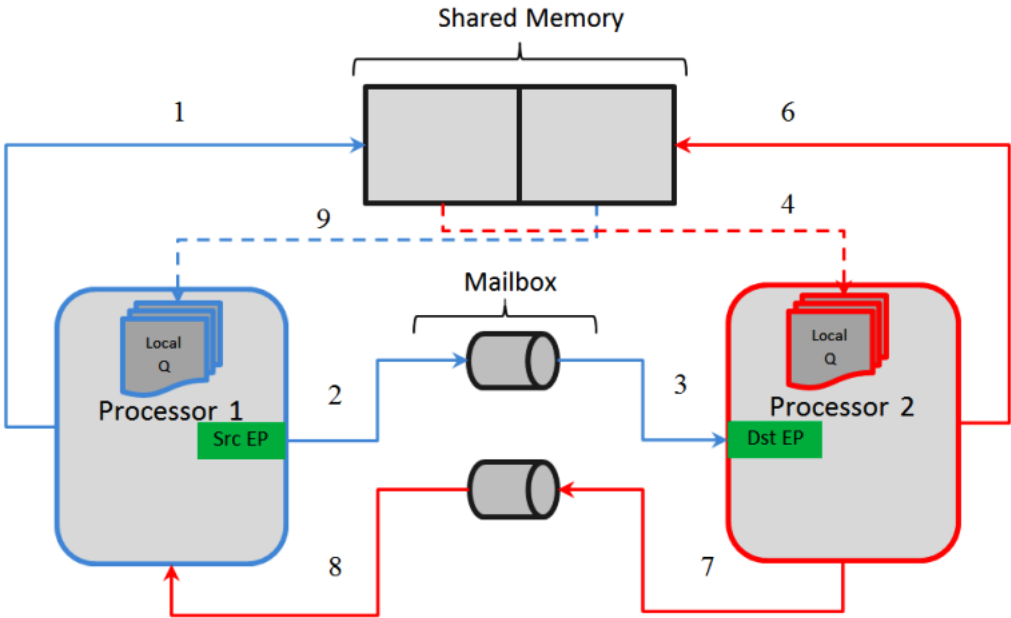 Shared Memory
1
6
9
4
Mailbox
Local
Q
Local
Q
2
3
Processor 1
Processor 2
Src EP
Dst EP
8
7